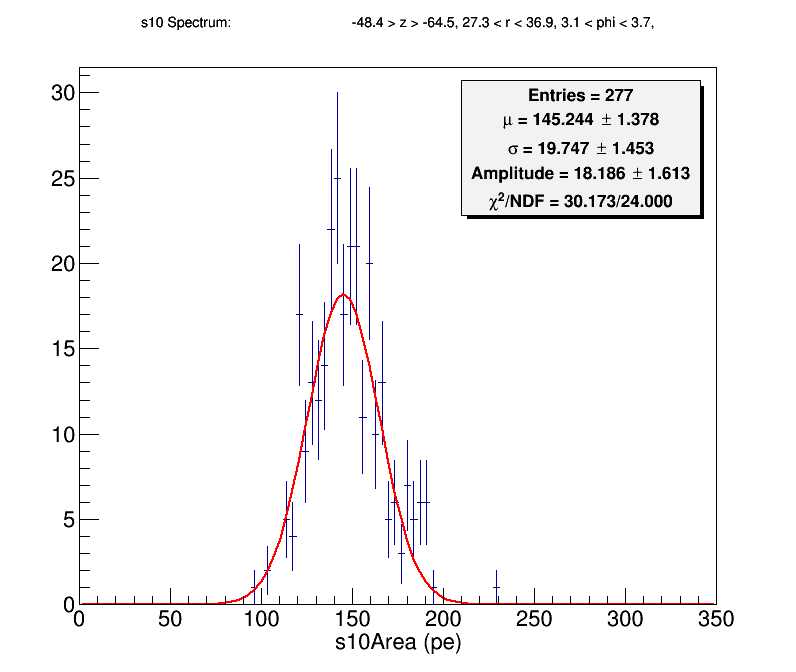 s10 Spectrum: -48.4 > z > -64.5, 27.3 < r < 36.9, 3.1 < phi < 3.7,
Entries = 277
μ = 145.244 ± 1.378
σ = 19.747 ± 1.453
Amplitude = 18.186 ± 1.613
χ²/NDF = 30.173/24.000
30
25
20
15
10
5
0
0 50 100 150 200 250 300 350
s10Area (pe)